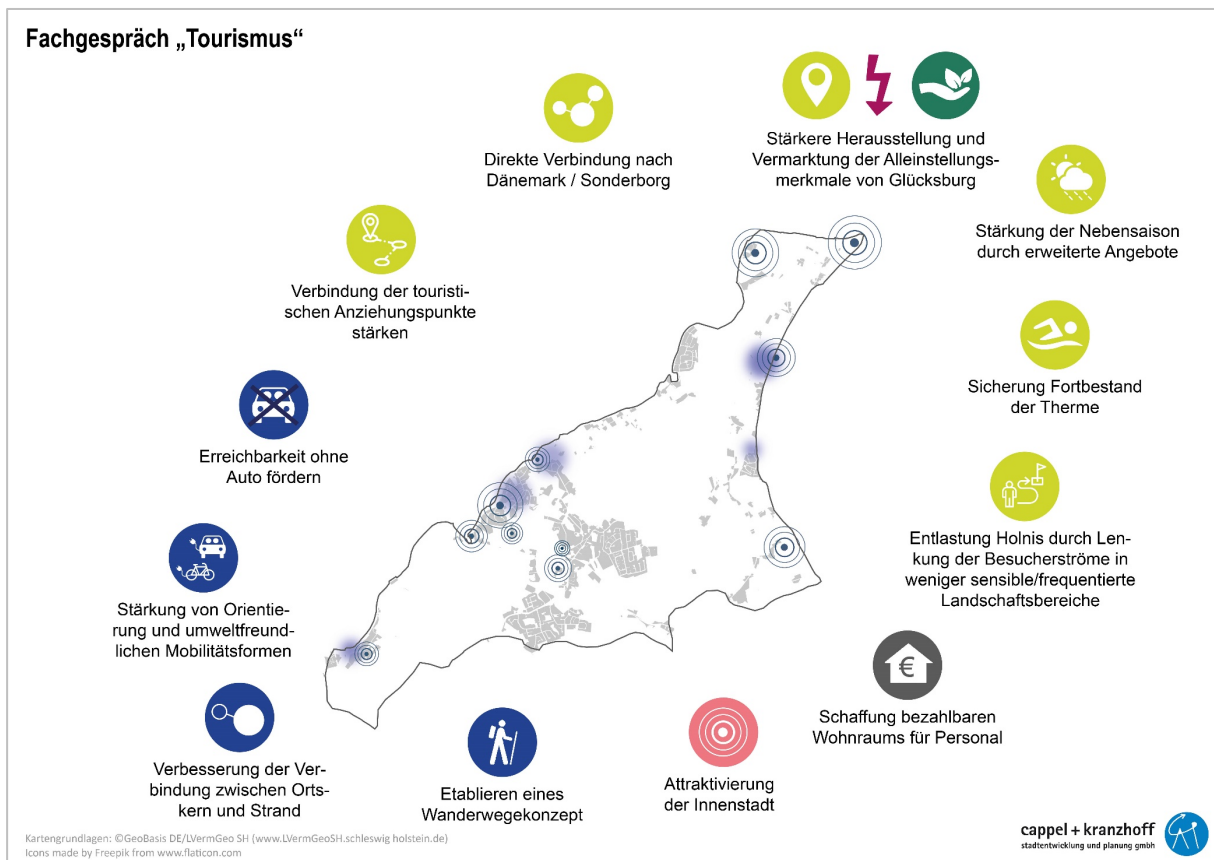 Fachgespräch „Tourismus“
Direkte Verbindung nach
Dänemark / Sonderborg
Stärkere Herausstellung und
Vermarktung der Alleinstellungs-
merkmale von Glücksburg
Stärkung der Nebensaison
durch erweiterte Angebote
Verbindung der touristi-
schen Anziehungspunkte
stärken
Sicherung Fortbestand
der Therme
Erreichbarkeit ohne
Auto fördern
Entlastung Holnis durch Len-
kung der Besucherströme in
weniger sensible/frequentierte
Landschaftsbereiche
Stärkung von Orientie-
rung und umweltfreund-
lichen Mobilitätsformen
€
Schaffung bezahlbaren
Wohnraums für Personal
Verbesserung der Ver-
bindung zwischen Orts-
kern und Strand
Etablieren eines
Wanderwegekonzept
Attraktivierung
der Innenstadt
Kartengrundlagen: ©GeoBasis DE/LVermGeo SH (www.LVermGeoSH.schleswig holstein.de)
Icons made by Freepik from www.flaticon.com
cappel + kranzhoff
stadtentwicklung und planung gmbh